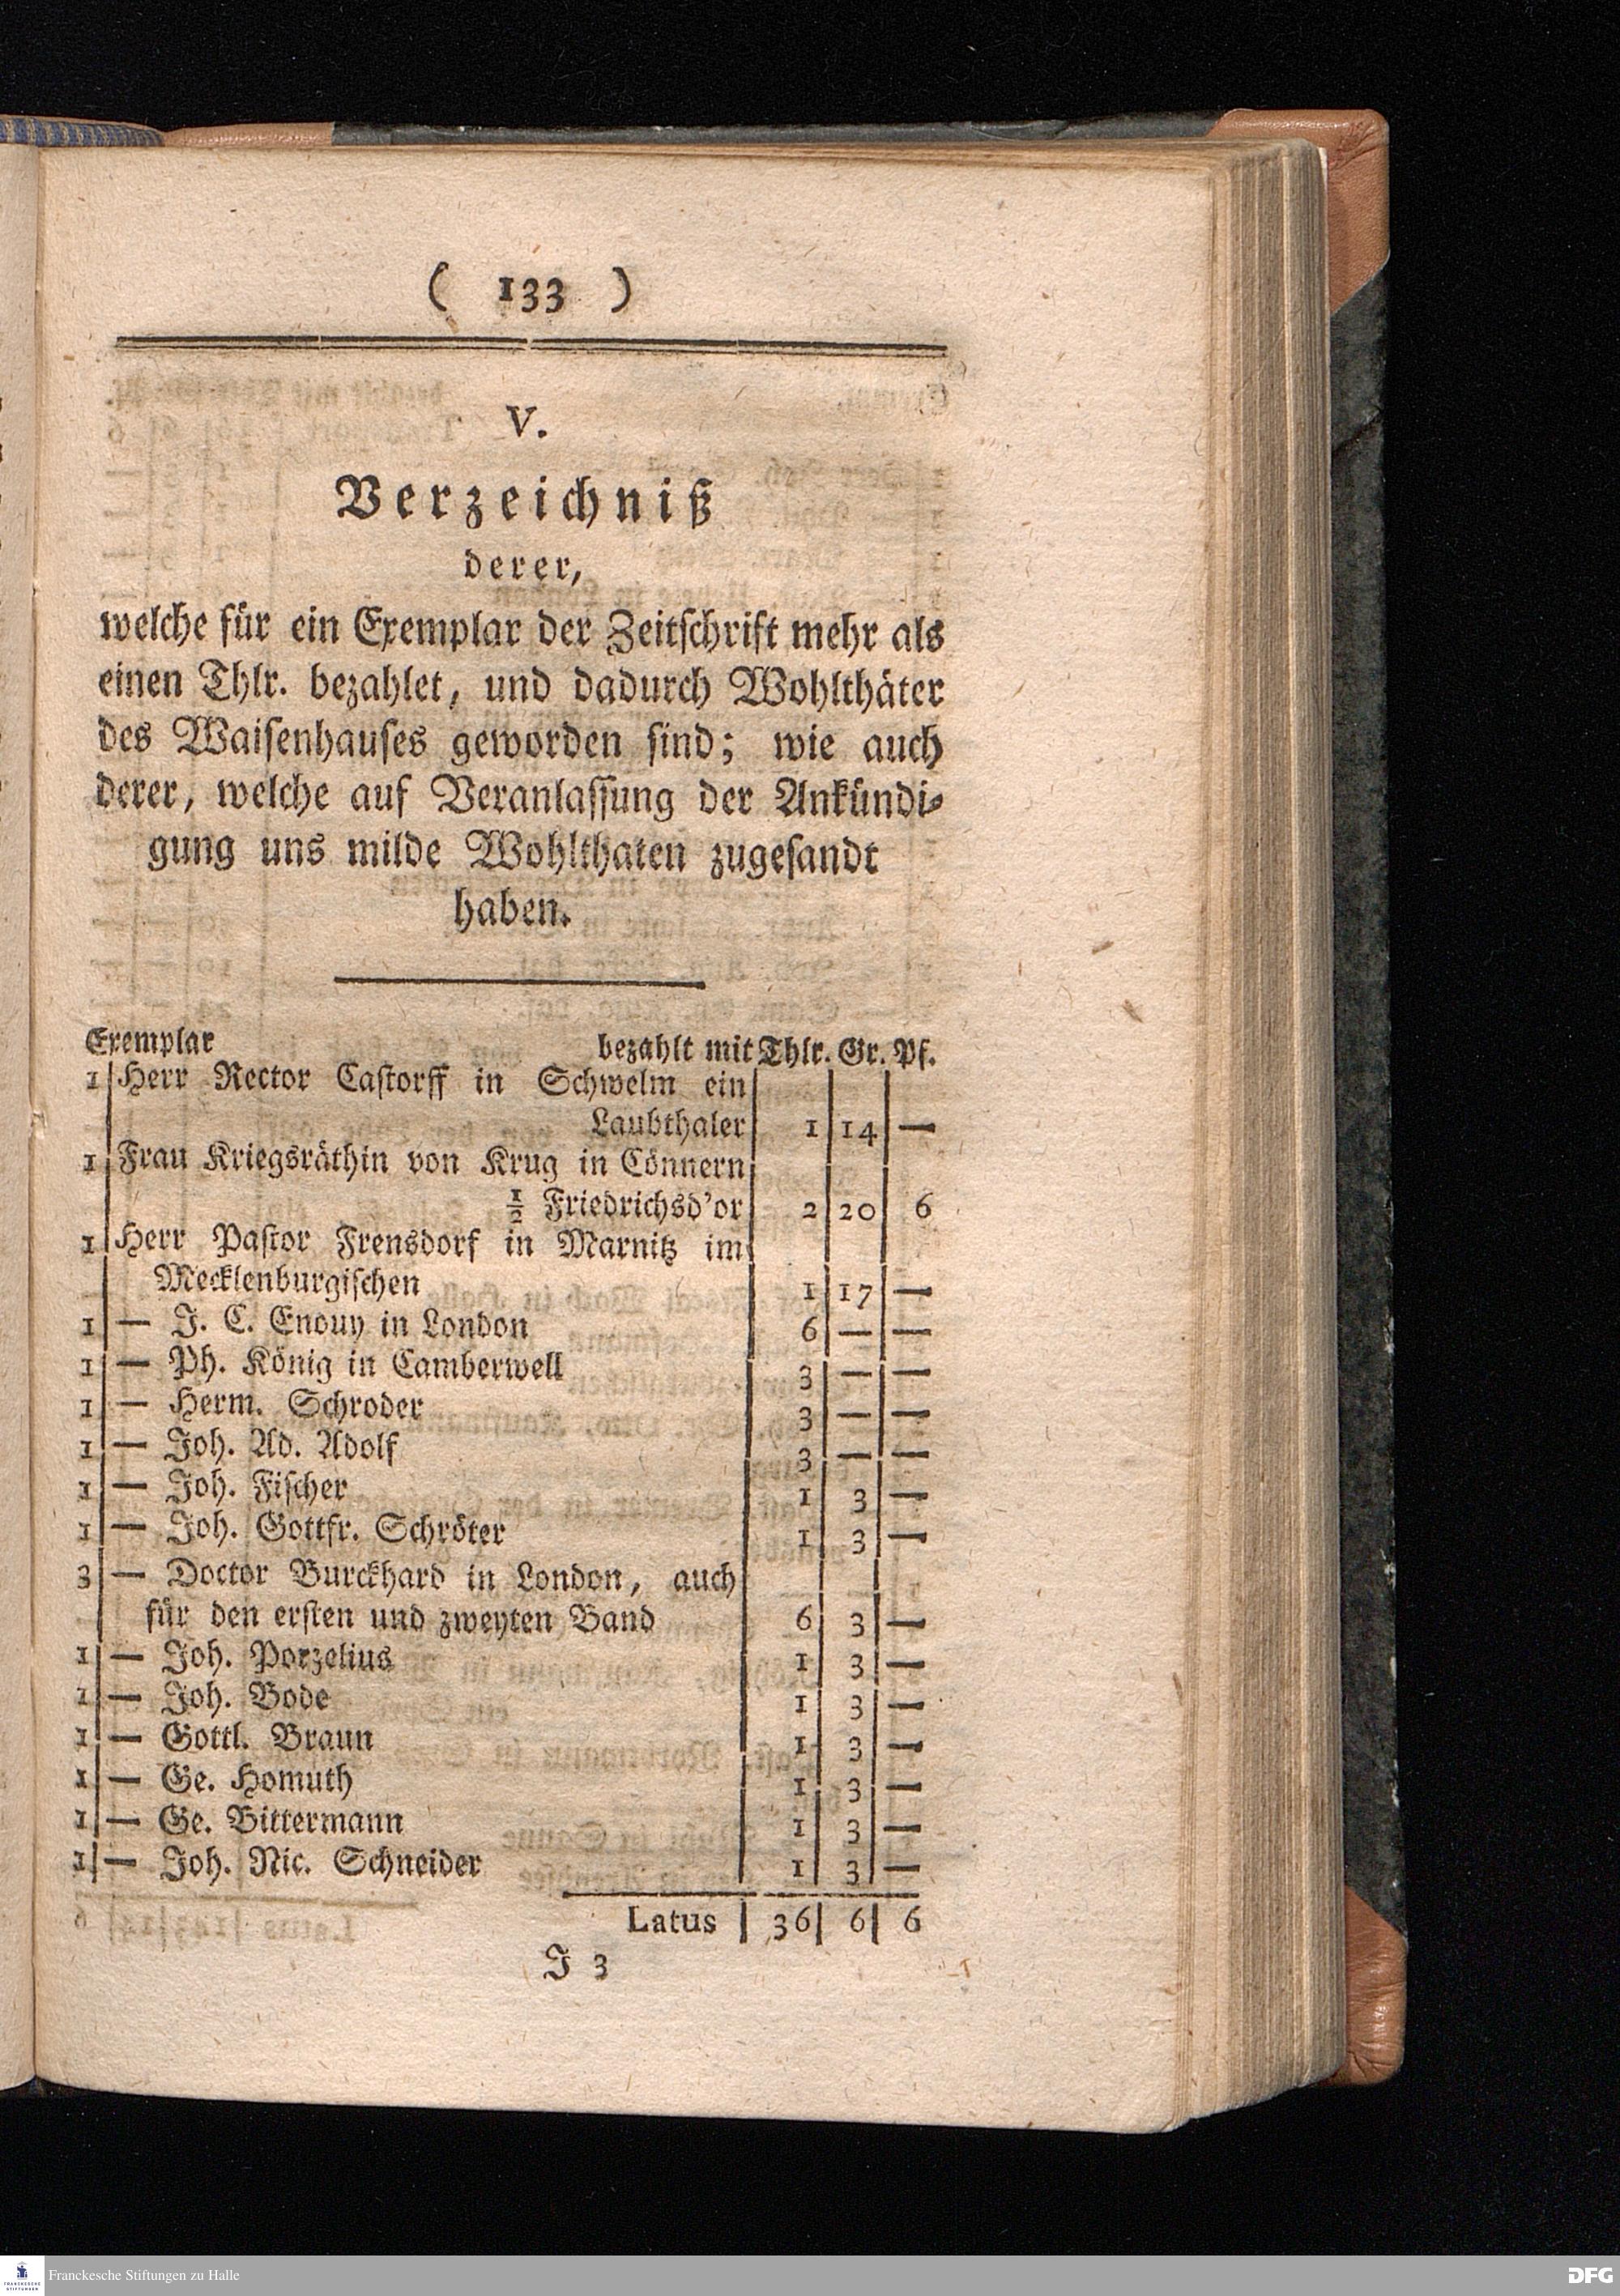 ( 133 )
V.
Verzeichniß
derer,
welche für ein Exemplar der Zeitschrift mehr als
einen Thlr. bezahlet, und dadurch Wohlthäter
des Waisenhauses geworden sind; wie auch
derer, welche auf Veranlassung der Ankündi-
gung uns milde Wohlthaten zugesandt
haben.
Exemplar bezahlt mit Thlr. Gr. Pf.
1 Herr Rector Castorff in Schwelm ein
Laubthaler 1 14 —
1 Frau Kriegsräthin von Krug in Cönnern
½ Friedrichsd'or 2 20 6
1 Herr Pastor Frensdorf in Marnitz im
Mecklenburgischen 1 17 —
1 — J. C. Enouy in London 6 — —
1 — Ph. König in Camberwell 3 — —
1 — Herm. Schroder 3 — —
1 — Joh. Ad. Adolf 3 — —
1 — Joh. Fischer 1 3 —
1 — Joh. Gottfr. Schröter 1 3 —
3 — Doctor Burckhard in London, auch
für den ersten und zweyten Band 6 3 —
1 — Joh. Porzelius 1 3 —
1 — Joh. Bode 1 3 —
1 — Gottl. Braun 1 3 —
1 — Ge. Homuth 1 3 —
1 — Ge. Bittermann 1 3 —
1 — Joh. Nic. Schneider 1 3 —
Latus 36 6 6
J 3
FRANCKESCHE
STIFTUNGEN
Franckesche Stiftungen zu Halle
DFG